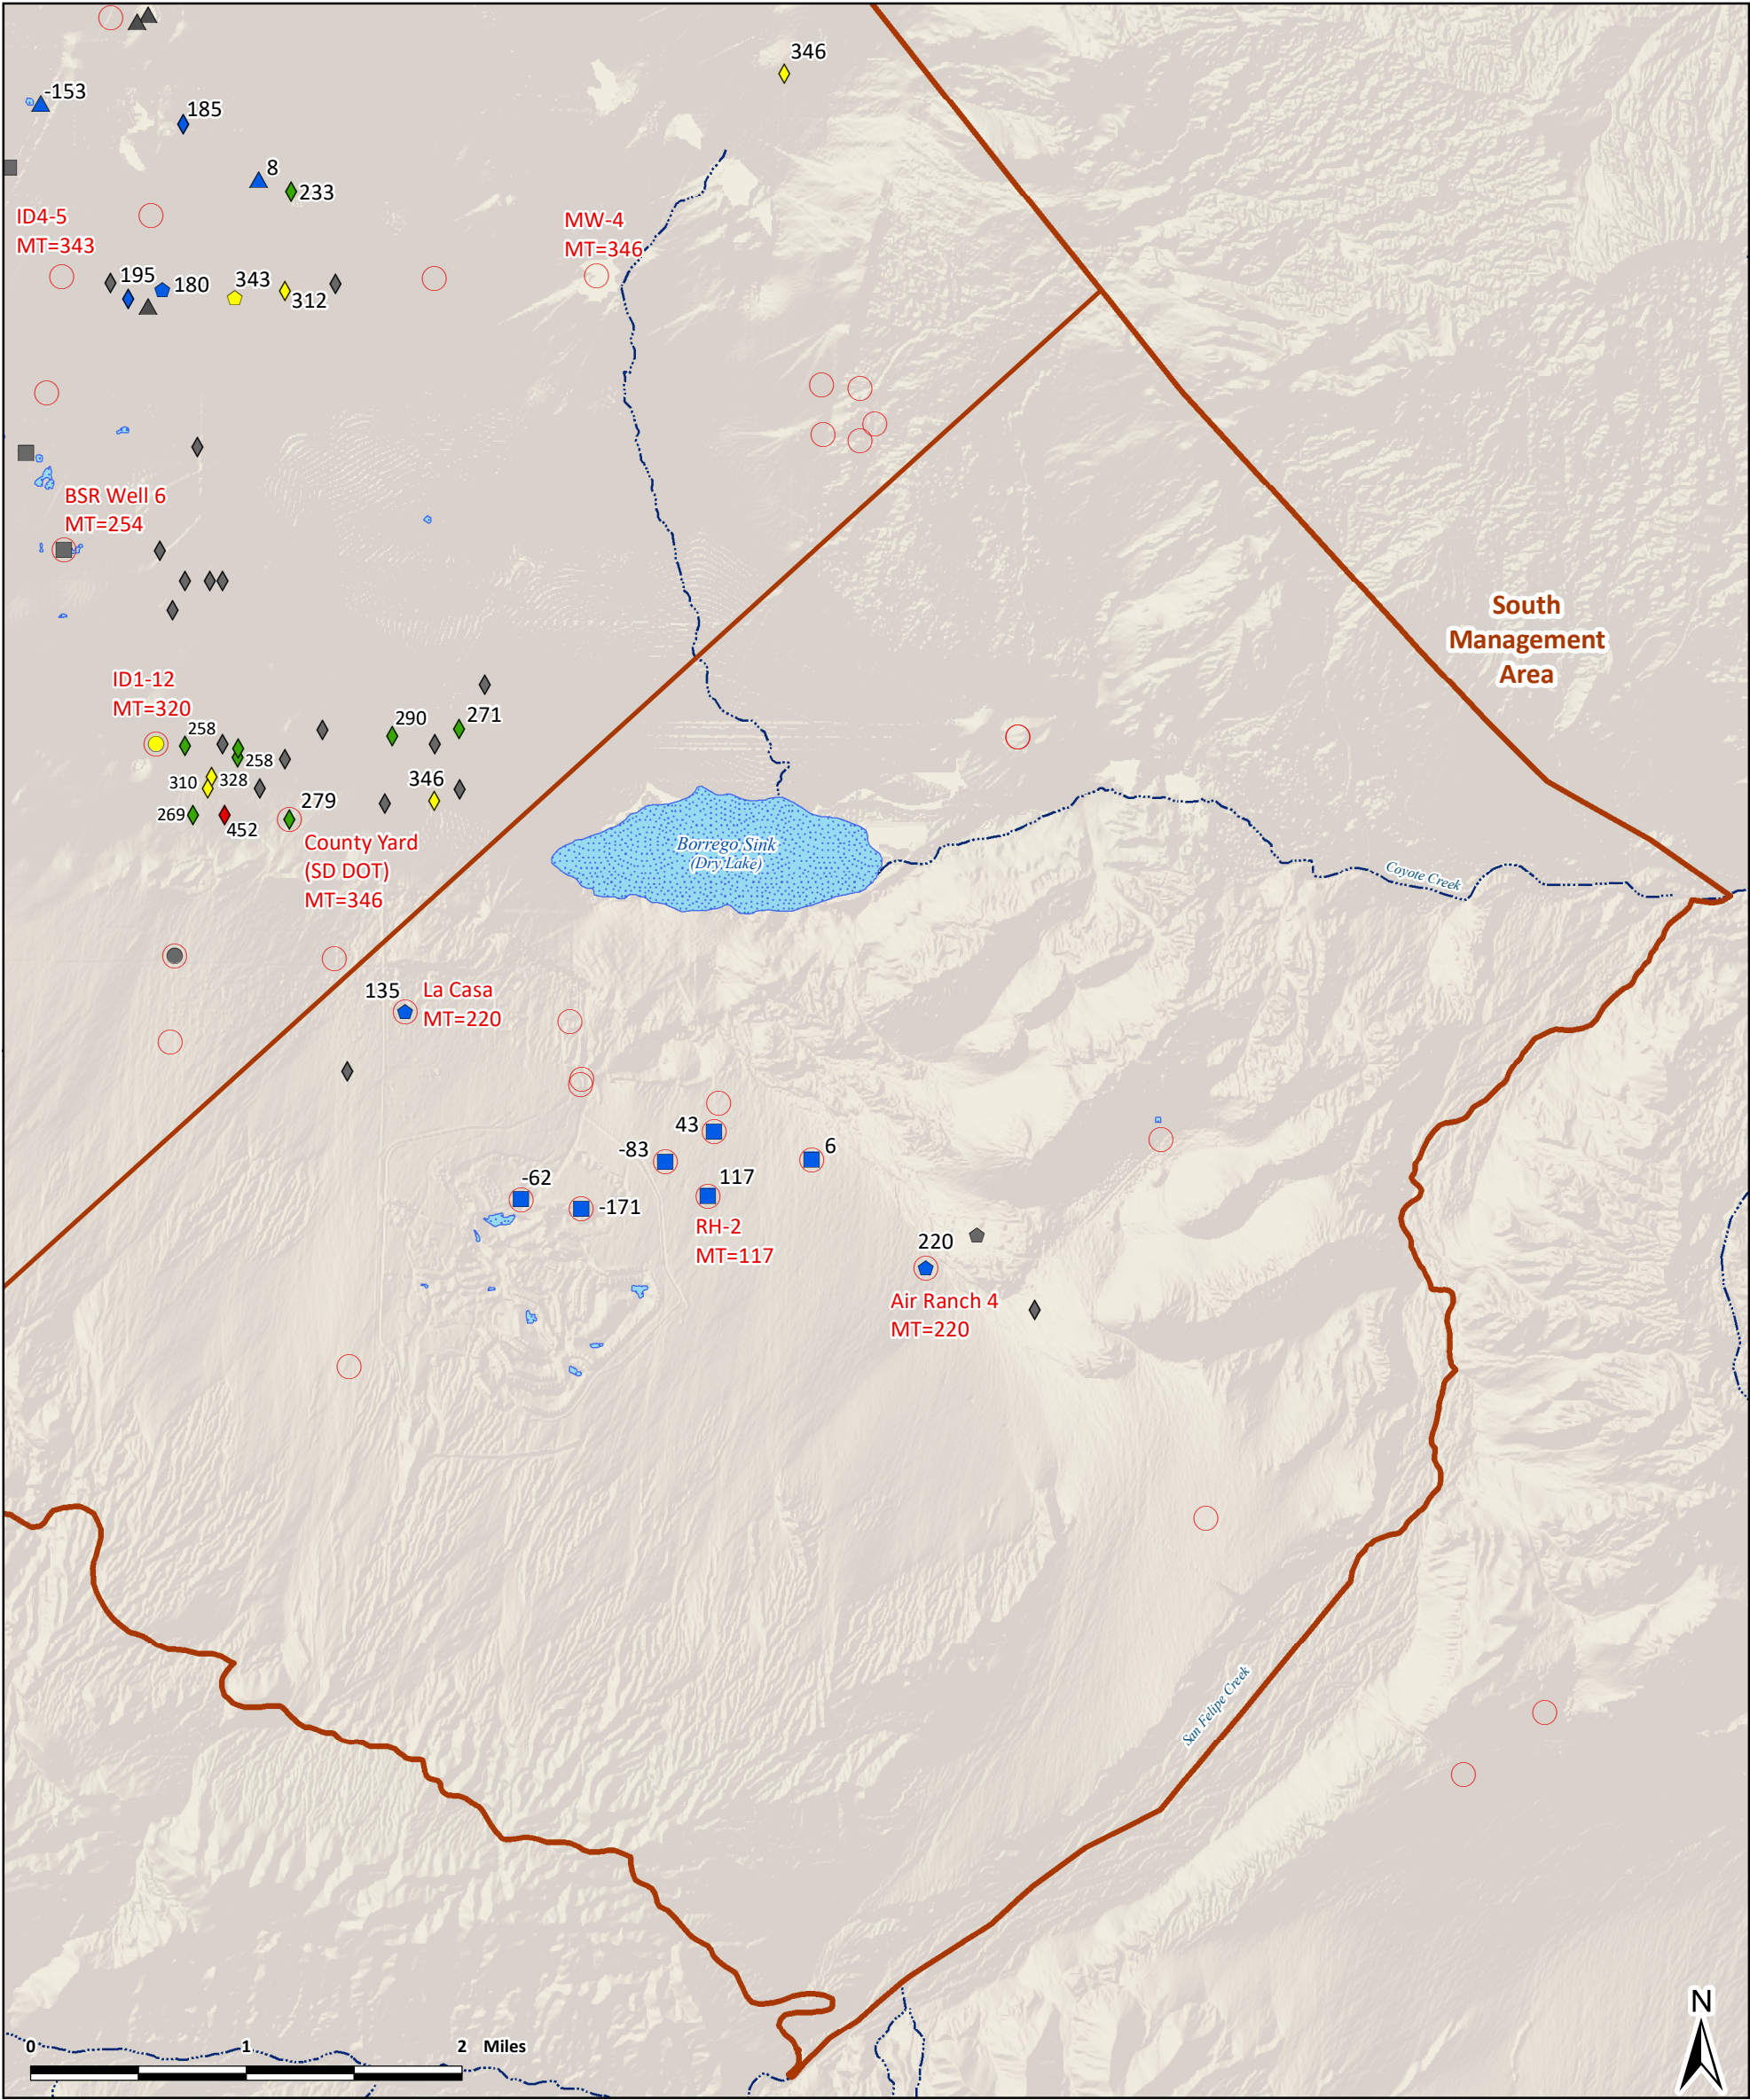 346
-153
185
8
233
ID4-5
MT=343
MW-4
MT=346
195
180
343
312
BSR Well 6
MT=254
South
Management
Area
ID1-12
MT=320
258
290
271
258
310
328
346
269
452
279
County Yard
(SD DOT)
MT=346
Borrego Sink
(Dry Lake)
Coyote Creek
135
La Casa
MT=220
43
-83
6
-62
117
-171
RH-2
MT=117
220
Air Ranch 4
MT=220
San Felipe Creek
N
0 1 2 Miles